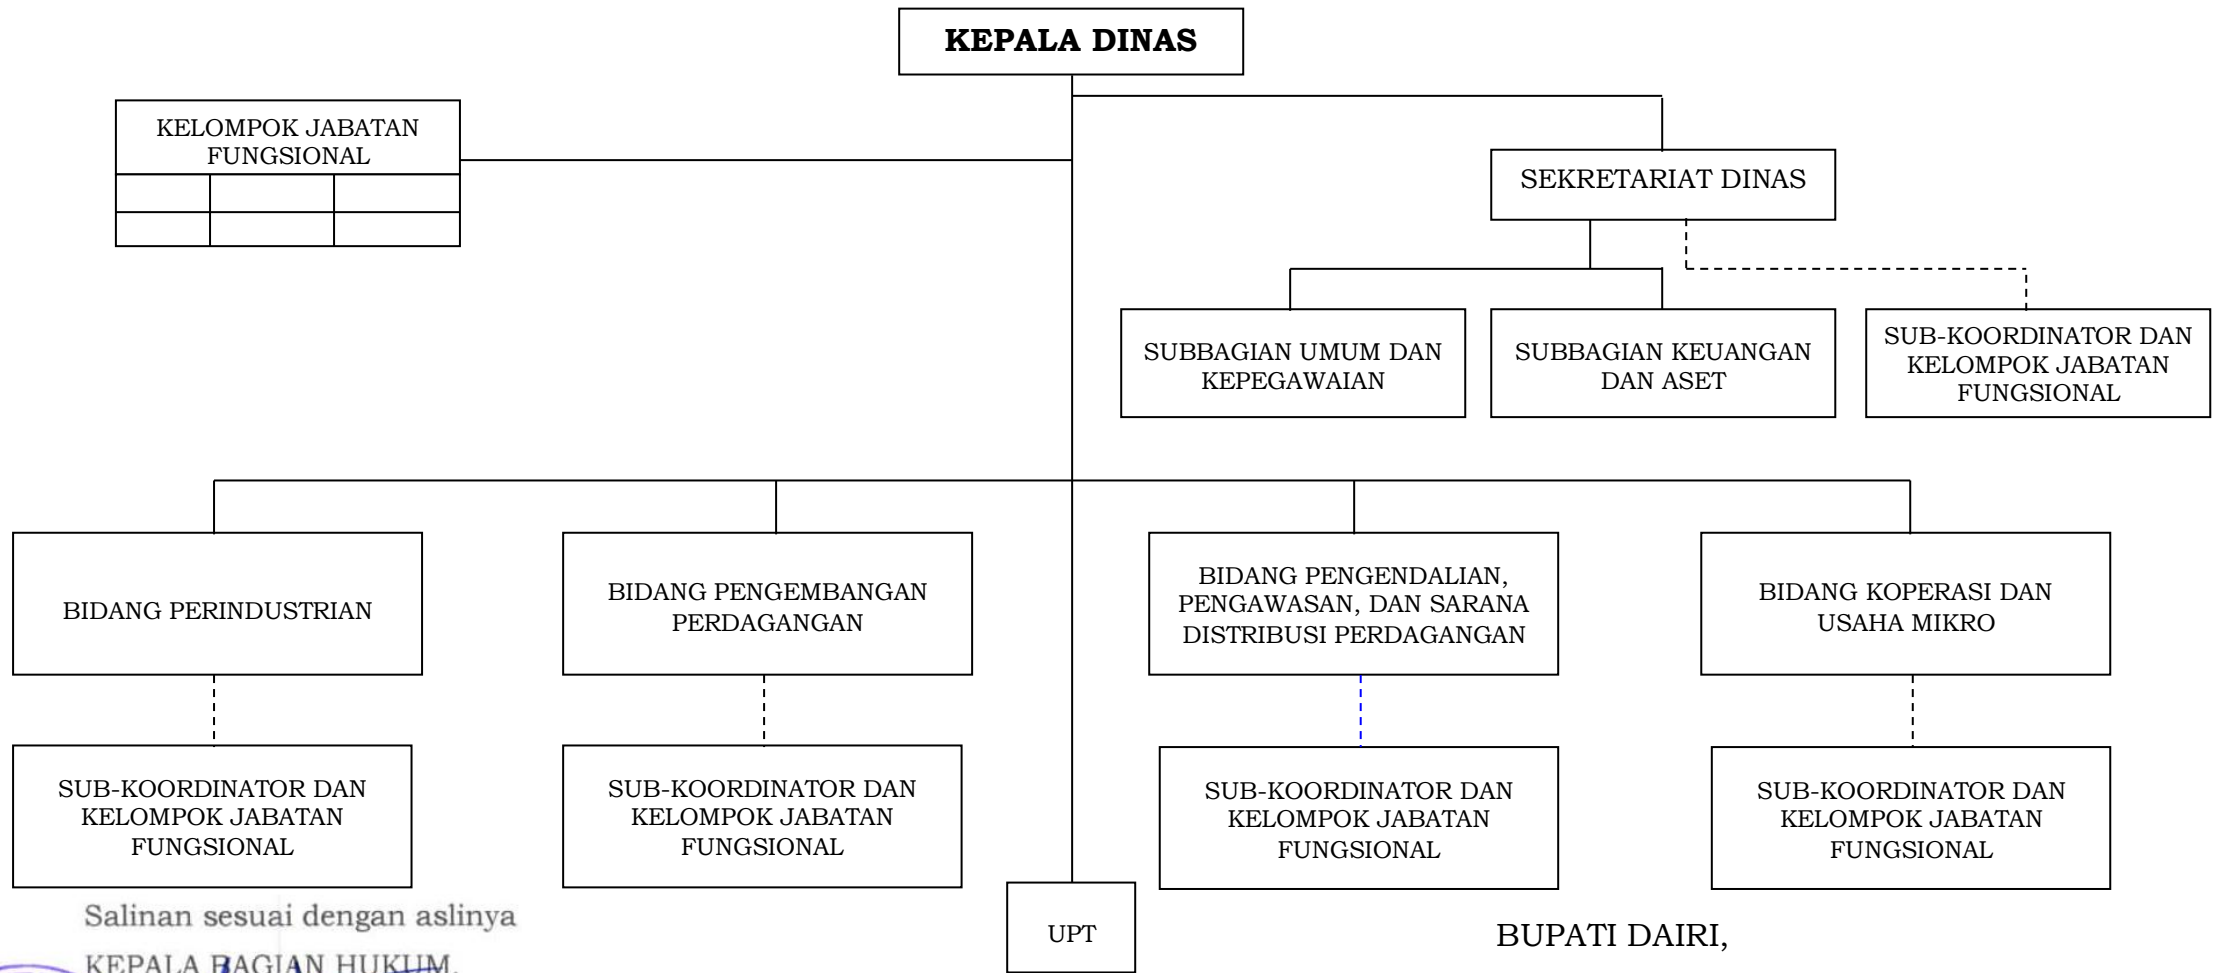 KEPALA DINAS
KELOMPOK JABATAN
FUNGSIONAL
SEKRETARIAT DINAS
SUBBAGIAN UMUM DAN
KEPEGAWAIAN
SUBBAGIAN KEUANGAN
DAN ASET
SUB-KOORDINATOR DAN
KELOMPOK JABATAN
FUNGSIONAL
BIDANG PERINDUSTRIAN
BIDANG PENGEMBANGAN
PERDAGANGAN
BIDANG PENGENDALIAN,
PENGAWASAN, DAN SARANA
DISTRIBUSI PERDAGANGAN
BIDANG KOPERASI DAN
USAHA MIKRO
SUB-KOORDINATOR DAN
KELOMPOK JABATAN
FUNGSIONAL
SUB-KOORDINATOR DAN
KELOMPOK JABATAN
FUNGSIONAL
SUB-KOORDINATOR DAN
KELOMPOK JABATAN
FUNGSIONAL
SUB-KOORDINATOR DAN
KELOMPOK JABATAN
FUNGSIONAL
UPT
Salinan sesuai dengan aslinya
KEPALA BAGIAN HUKUM,
BUPATI DAIRI,